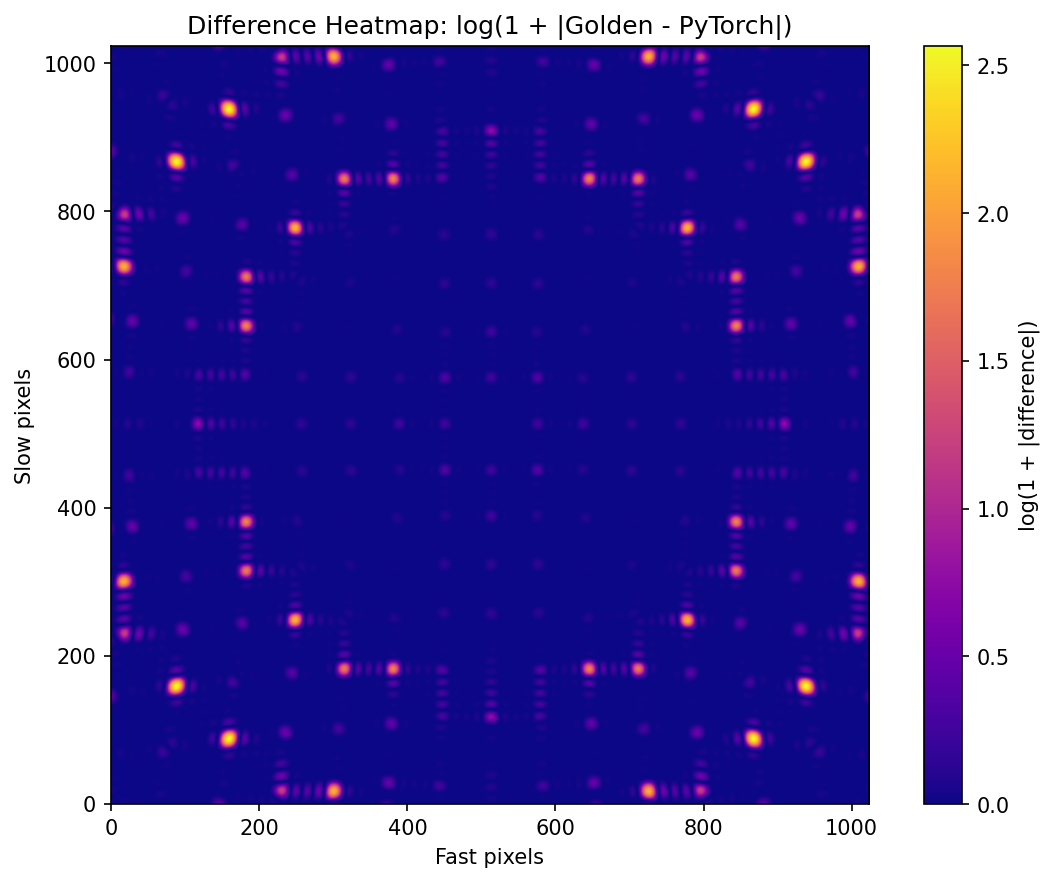 Difference Heatmap: log(1 + |Golden - PyTorch|)
1000
800
600
400
200
0
Slow pixels
0 200 400 600 800 1000
Fast pixels
2.5
2.0
1.5
1.0
0.5
0.0
log(1 + |difference|)